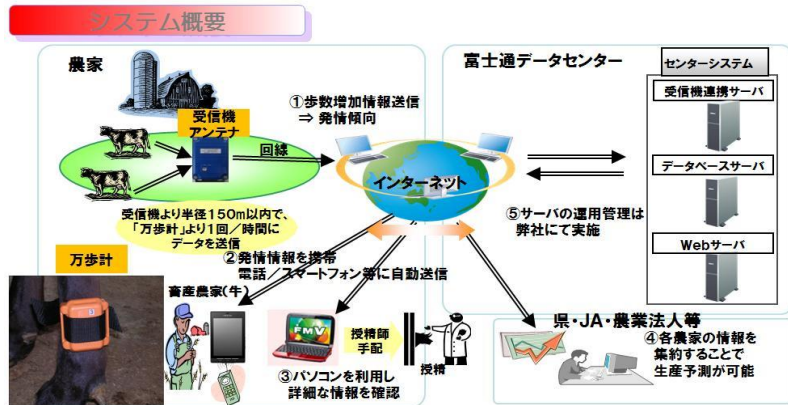 システム概要
農家
受信機
アンテナ
回線
①歩数増加情報送信
⇒ 発情傾向
インターネット
受信機より半径150m以内で、
「万歩計」より1回/時間に
データを送信
万歩計
②発情情報を携帯
電話/スマートフォン等に自動送信
畜産農家(牛)
FMV
授精師
手配
授精
③パソコンを利用し
詳細な情報を確認
富士通データセンター
センターシステム
受信機連携サーバ
データベースサーバ
Webサーバ
⑤サーバの運用管理は
弊社にて実施
県・JA・農業法人等
④各農家の情報を
集約することで
生産予測が可能